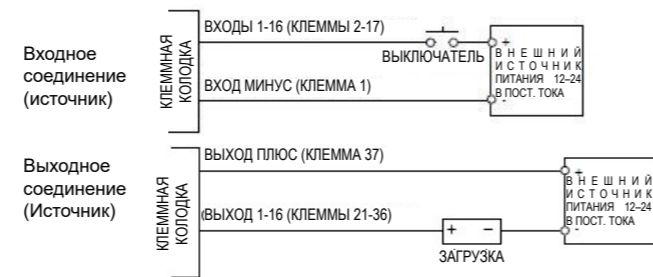 Входное
соединение
(источник)
КЛЕММНАЯ
КОЛОДКА
ВХОДЫ 1-16 (КЛЕММЫ 2-17)
ВЫКЛЮЧАТЕЛЬ
ВХОД МИНУС (КЛЕММА 1)
+
ВНЕШНИЙ
ИСТОЧНИК
ПИТАНИЯ 12–24
В ПОСТ. ТОКА
-
Выходное
соединение
(Источник)
КЛЕММНАЯ
КОЛОДКА
ВЫХОД ПЛЮС (КЛЕММА 37)
(ВЫХОД 1-16 (КЛЕММЫ 21-36)
+ −
ЗАГРУЗКА
+
ВНЕШНИЙ
ИСТОЧНИК
ПИТАНИЯ 12–24
В ПОСТ. ТОКА
-